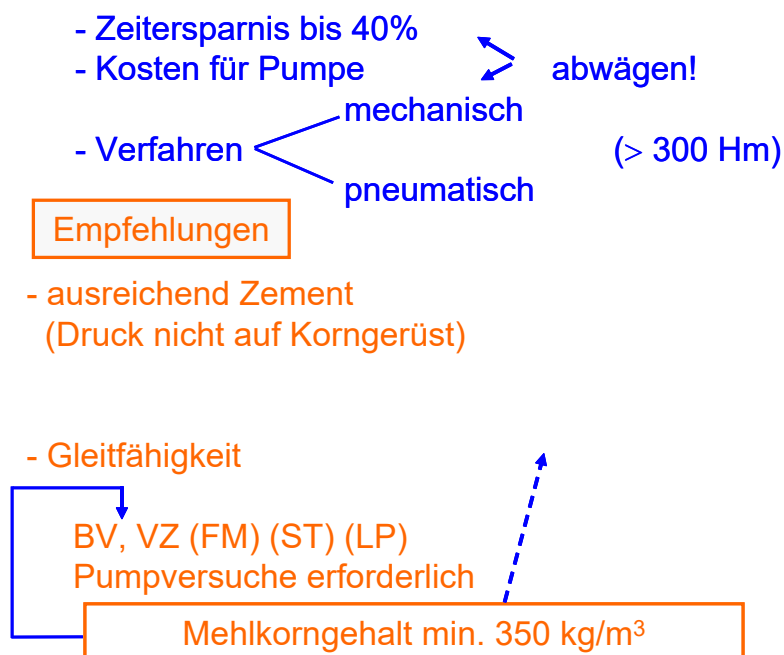 - Zeitersparnis bis 40%
- Kosten für Pumpe abwägen!
mechanisch
- Verfahren (> 300 Hm)
pneumatisch
Empfehlungen
- ausreichend Zement
(Druck nicht auf Korngerüst)
- Gleitfähigkeit
BV, VZ (FM) (ST) (LP)
Pumpversuche erforderlich
Mehlkorngehalt min. 350 kg/m³